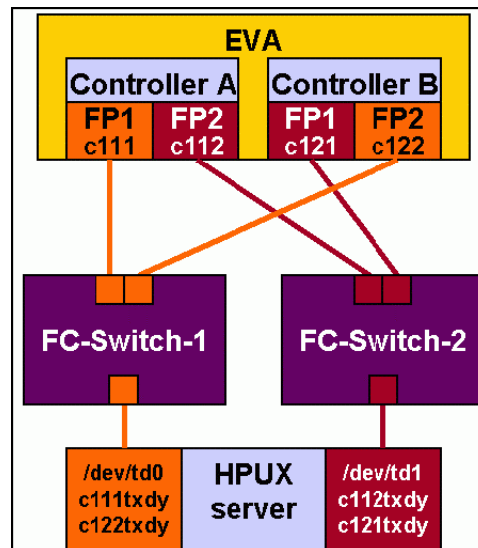 EVA
Controller A Controller B
FP1 FP2 FP1 FP2
c111 c112 c121 c122
FC-Switch-1 FC-Switch-2
/dev/td0 HPUX /dev/td1
c111txdy server c112txdy
c122txdy c121txdy